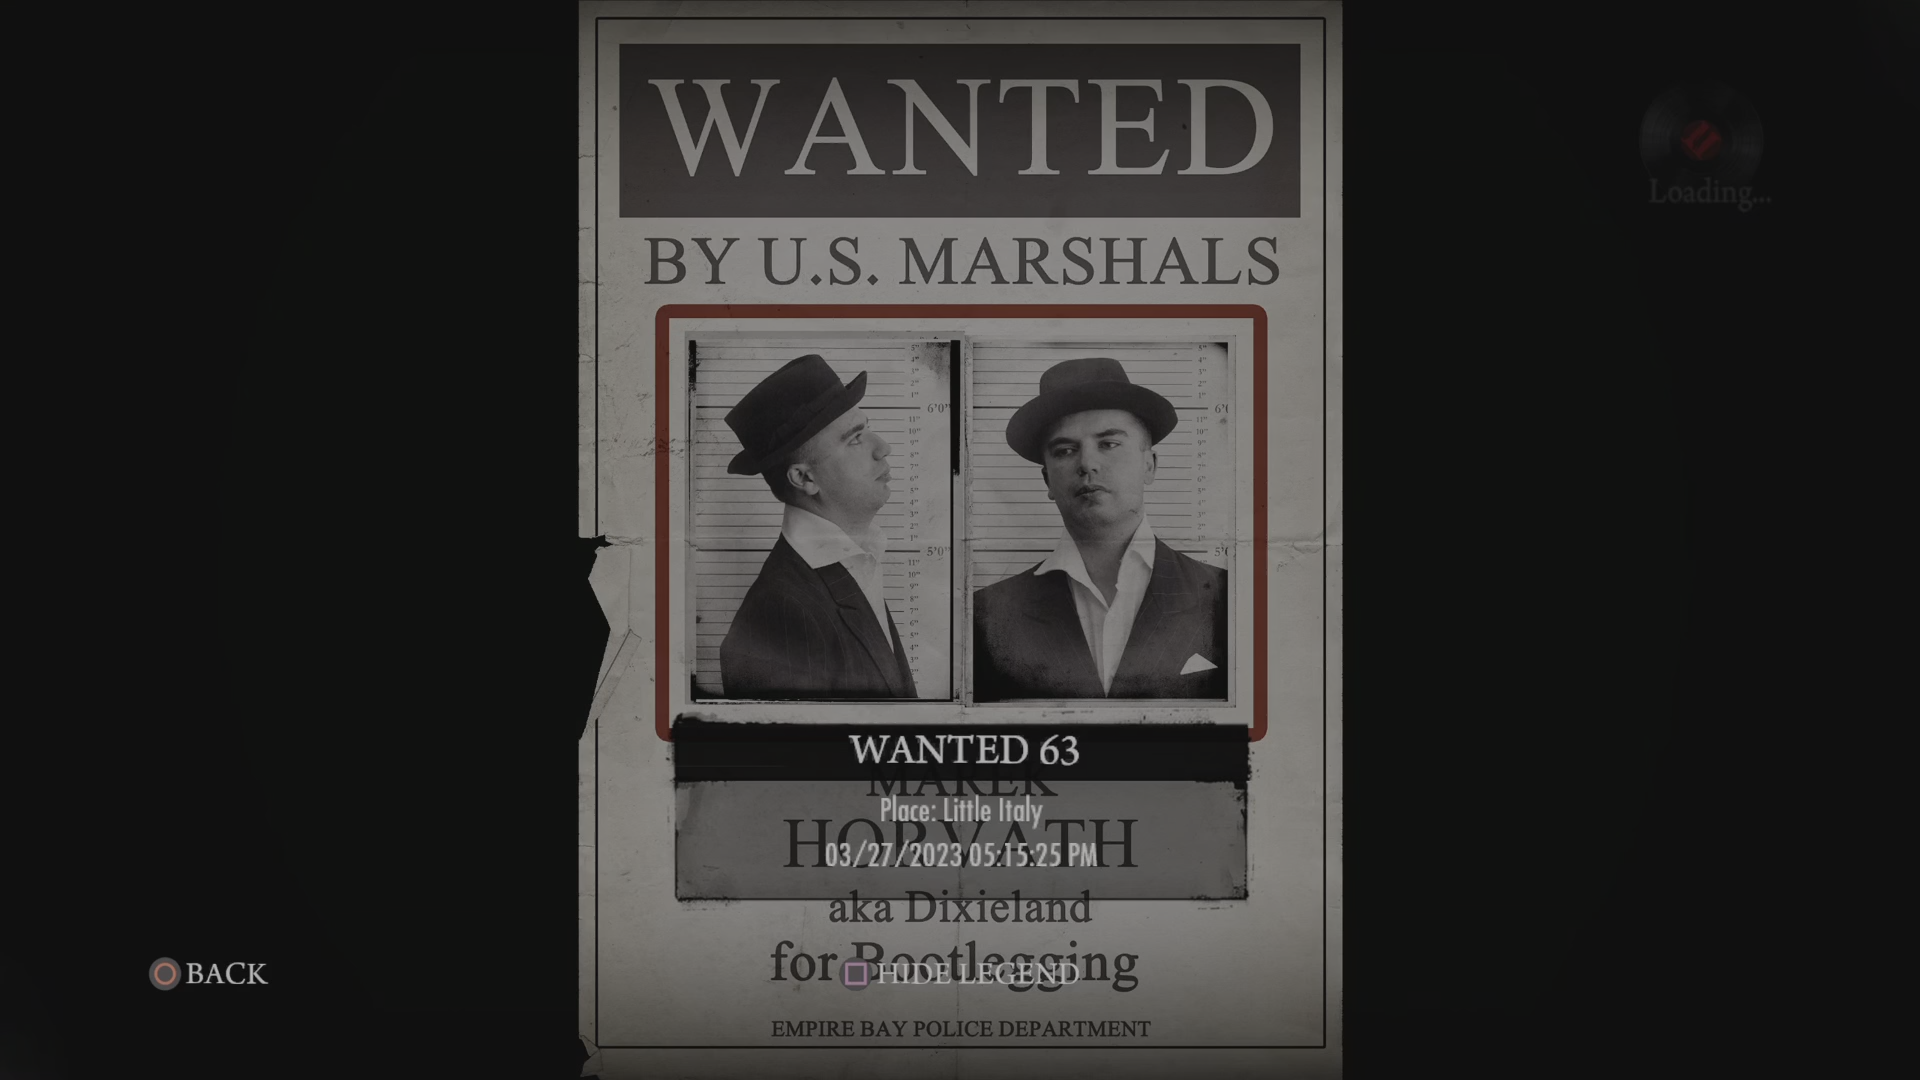 WANTED
Loading...
BY U.S. MARSHALS
WANTED 63
MAREK
Place: Little Italy
HORVATH
03/27/2023 05:15:25 PM
aka Dixieland
for Bootlegging
BACK
HIDE LEGEND
EMPIRE BAY POLICE DEPARTMENT